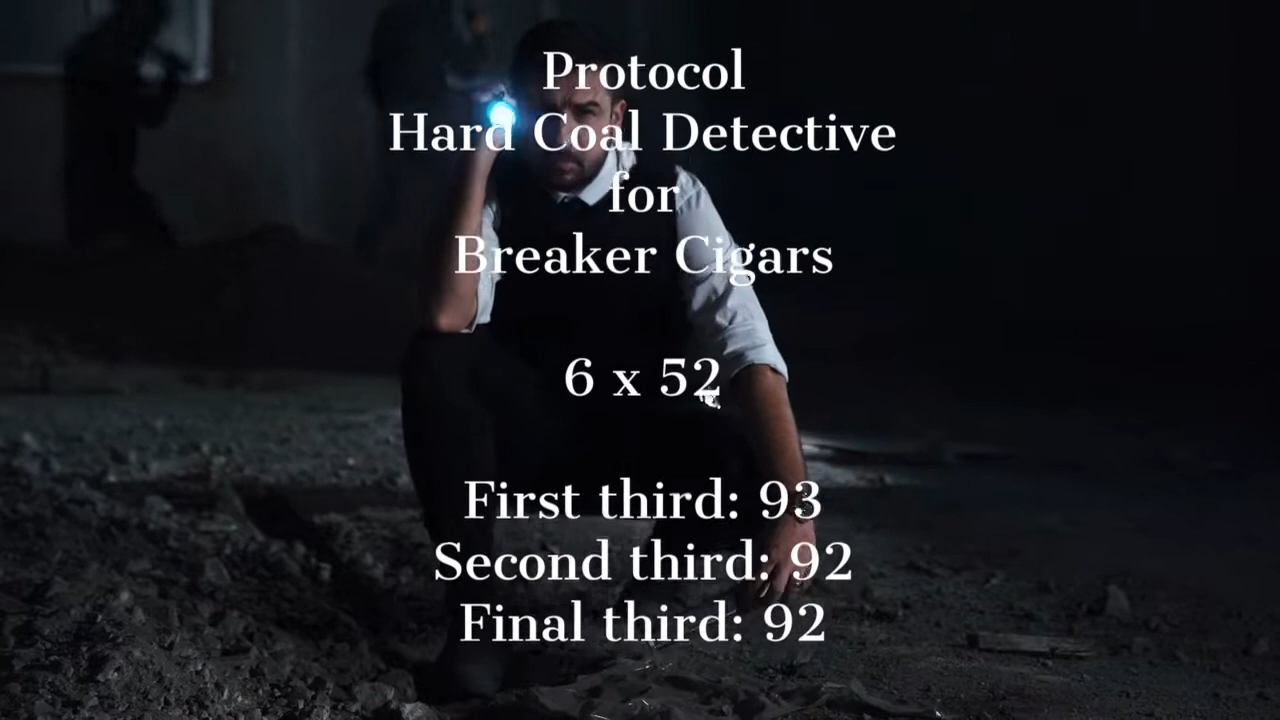 Protocol
Hard Coal Detective
for
Breaker Cigars
6 x 52
First third: 93
Second third: 92
Final third: 92